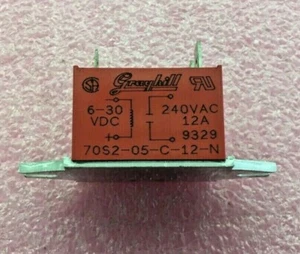 Grayhill
6-30
VDC
240VAC
12A
9329
+
70S2-05-C-12-N